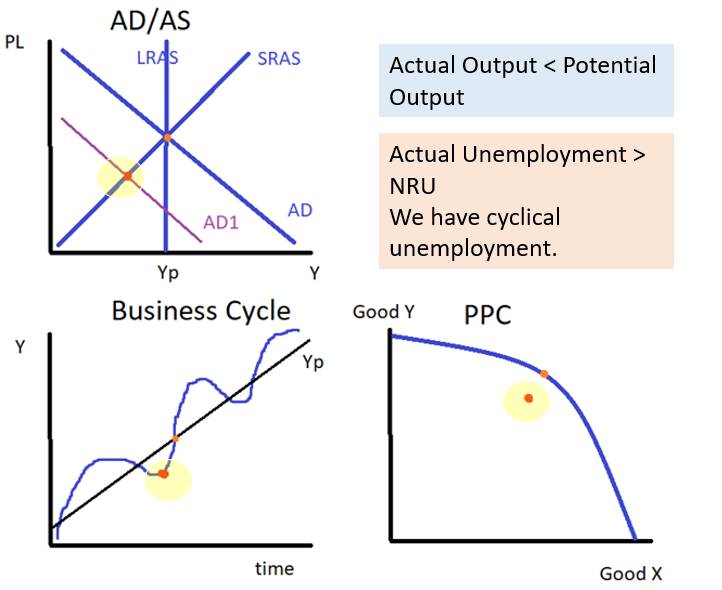 AD/AS
PL
LRAS
SRAS
AD
AD1
Yp
Y
Actual Output < Potential
Output
Actual Unemployment >
NRU
We have cyclical
unemployment.
Business Cycle
Y
Yp
time
Good Y
PPC
Good X